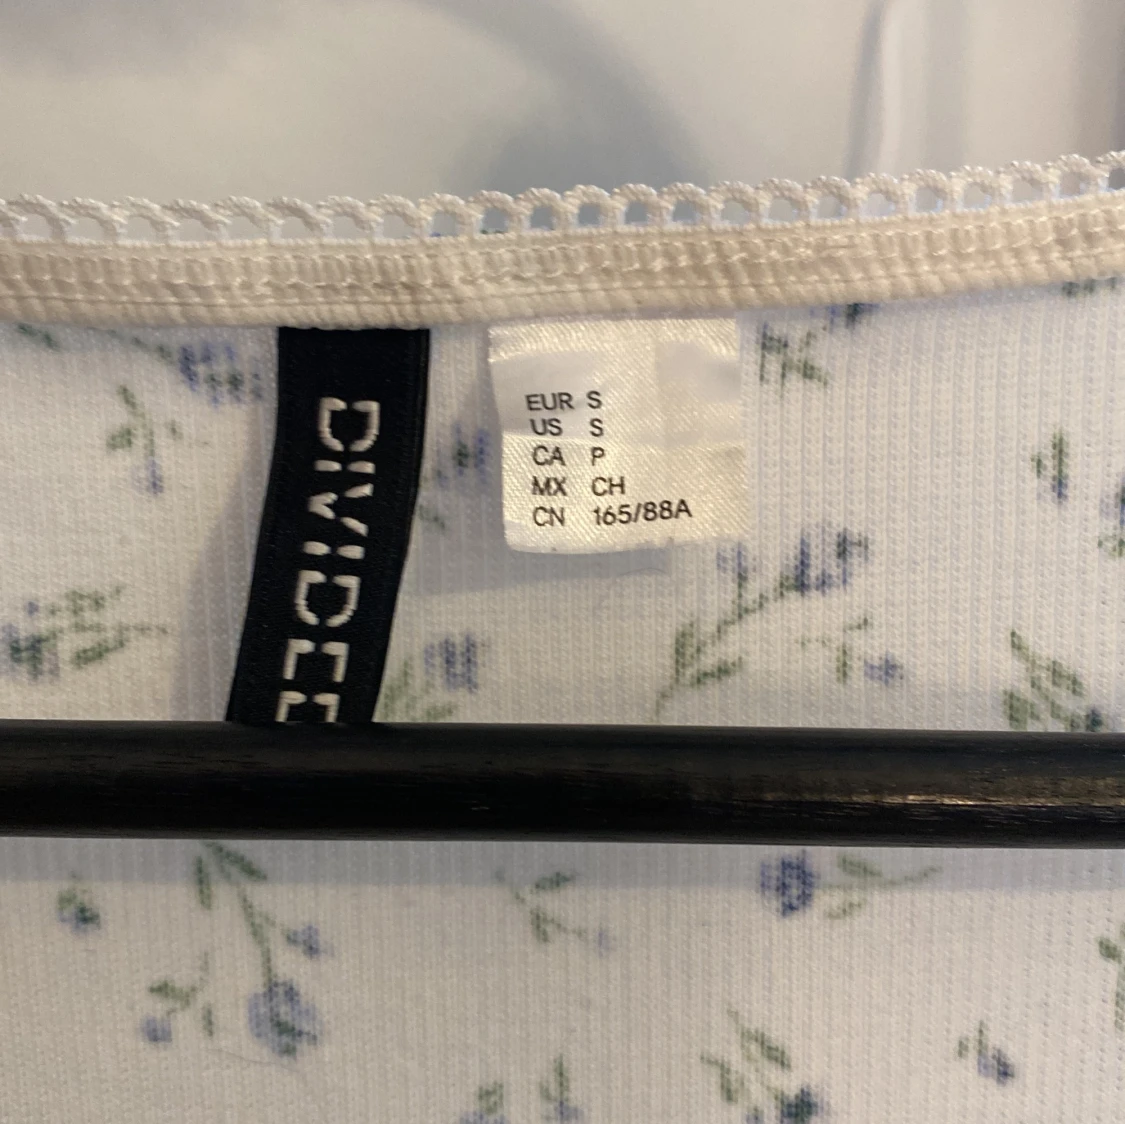 DIVIDED
EUR S
US S
CA P
MX CH
CN 165/88A